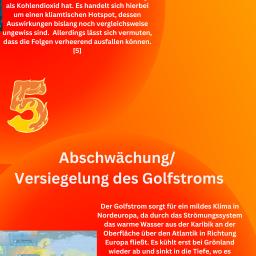 als Kohlendioxid hat. Es handelt sich hierbei
um einen kliamtischen Hotspot, dessen
Auswirkungen bislang noch vergleichsweise
ungewiss sind. Allerdings lässt sich vermuten,
dass die Folgen verheerend ausfallen können.
[5]
5
Abschwächung/
Versiegelung des Golfstroms
Der Golfstrom sorgt für ein mildes Klima in
Nordeuropa, da durch das Strömungssystem
das warme Wasser aus der Karibik an der
Oberfläche über den Atlantik in Richtung
Europa fließt. Es kühlt erst bei Grönland
wieder ab und sinkt in die Tiefe, wo es